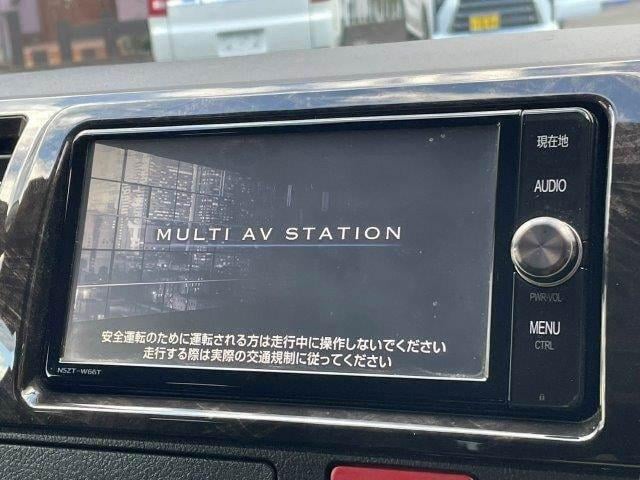 現在地
AUDIO
MULTI AV STATION
PWR·VOL
MENU
CTRL
安全運転のために運転される方は走行中に操作しないでください
走行する際は実際の交通規制に従ってください
NSZT-W66T